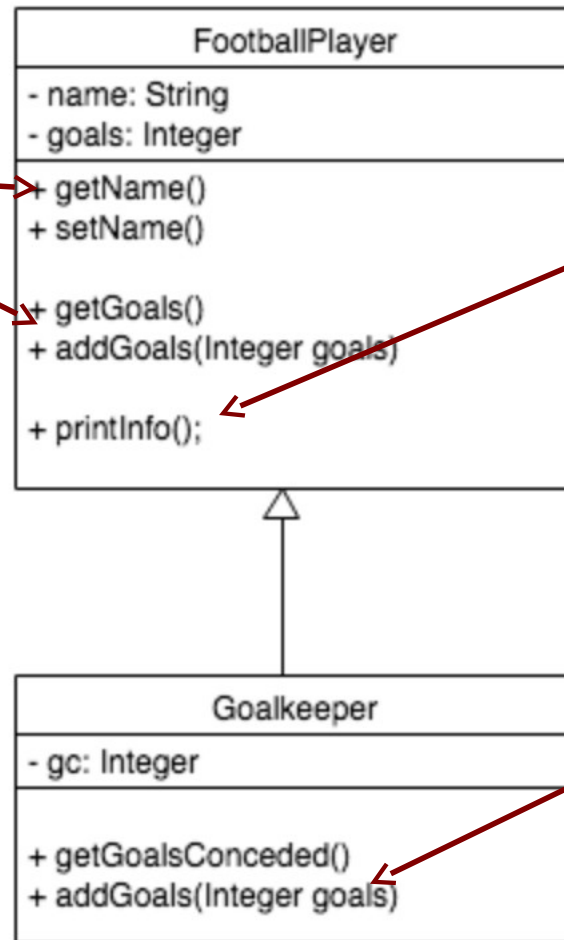 FootballPlayer
- name: String
- goals: Integer
+ getName()
+ setName()
+ getGoals()
+ addGoals(Integer goals)
+ printInfo();
Goalkeeper
- gc: Integer
+ getGoalsConceded()
+ addGoals(Integer goals)